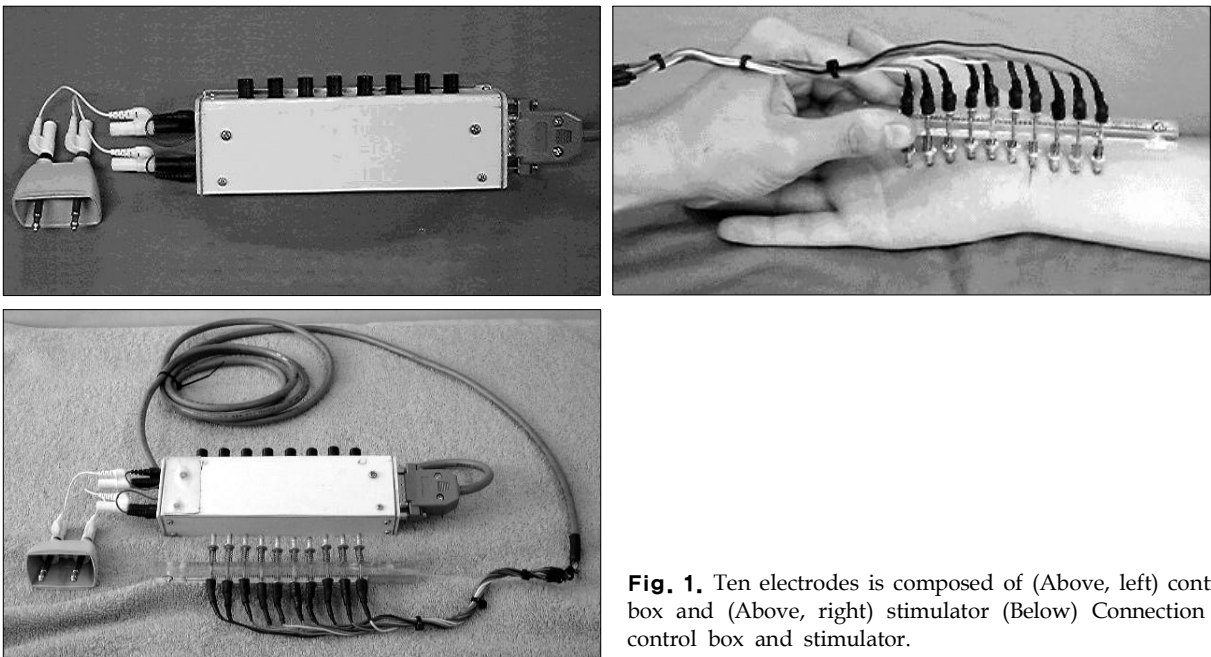 Fig. 1. Ten electrodes is composed of (Above, left) cont
box and (Above, right) stimulator (Below) Connection
control box and stimulator.